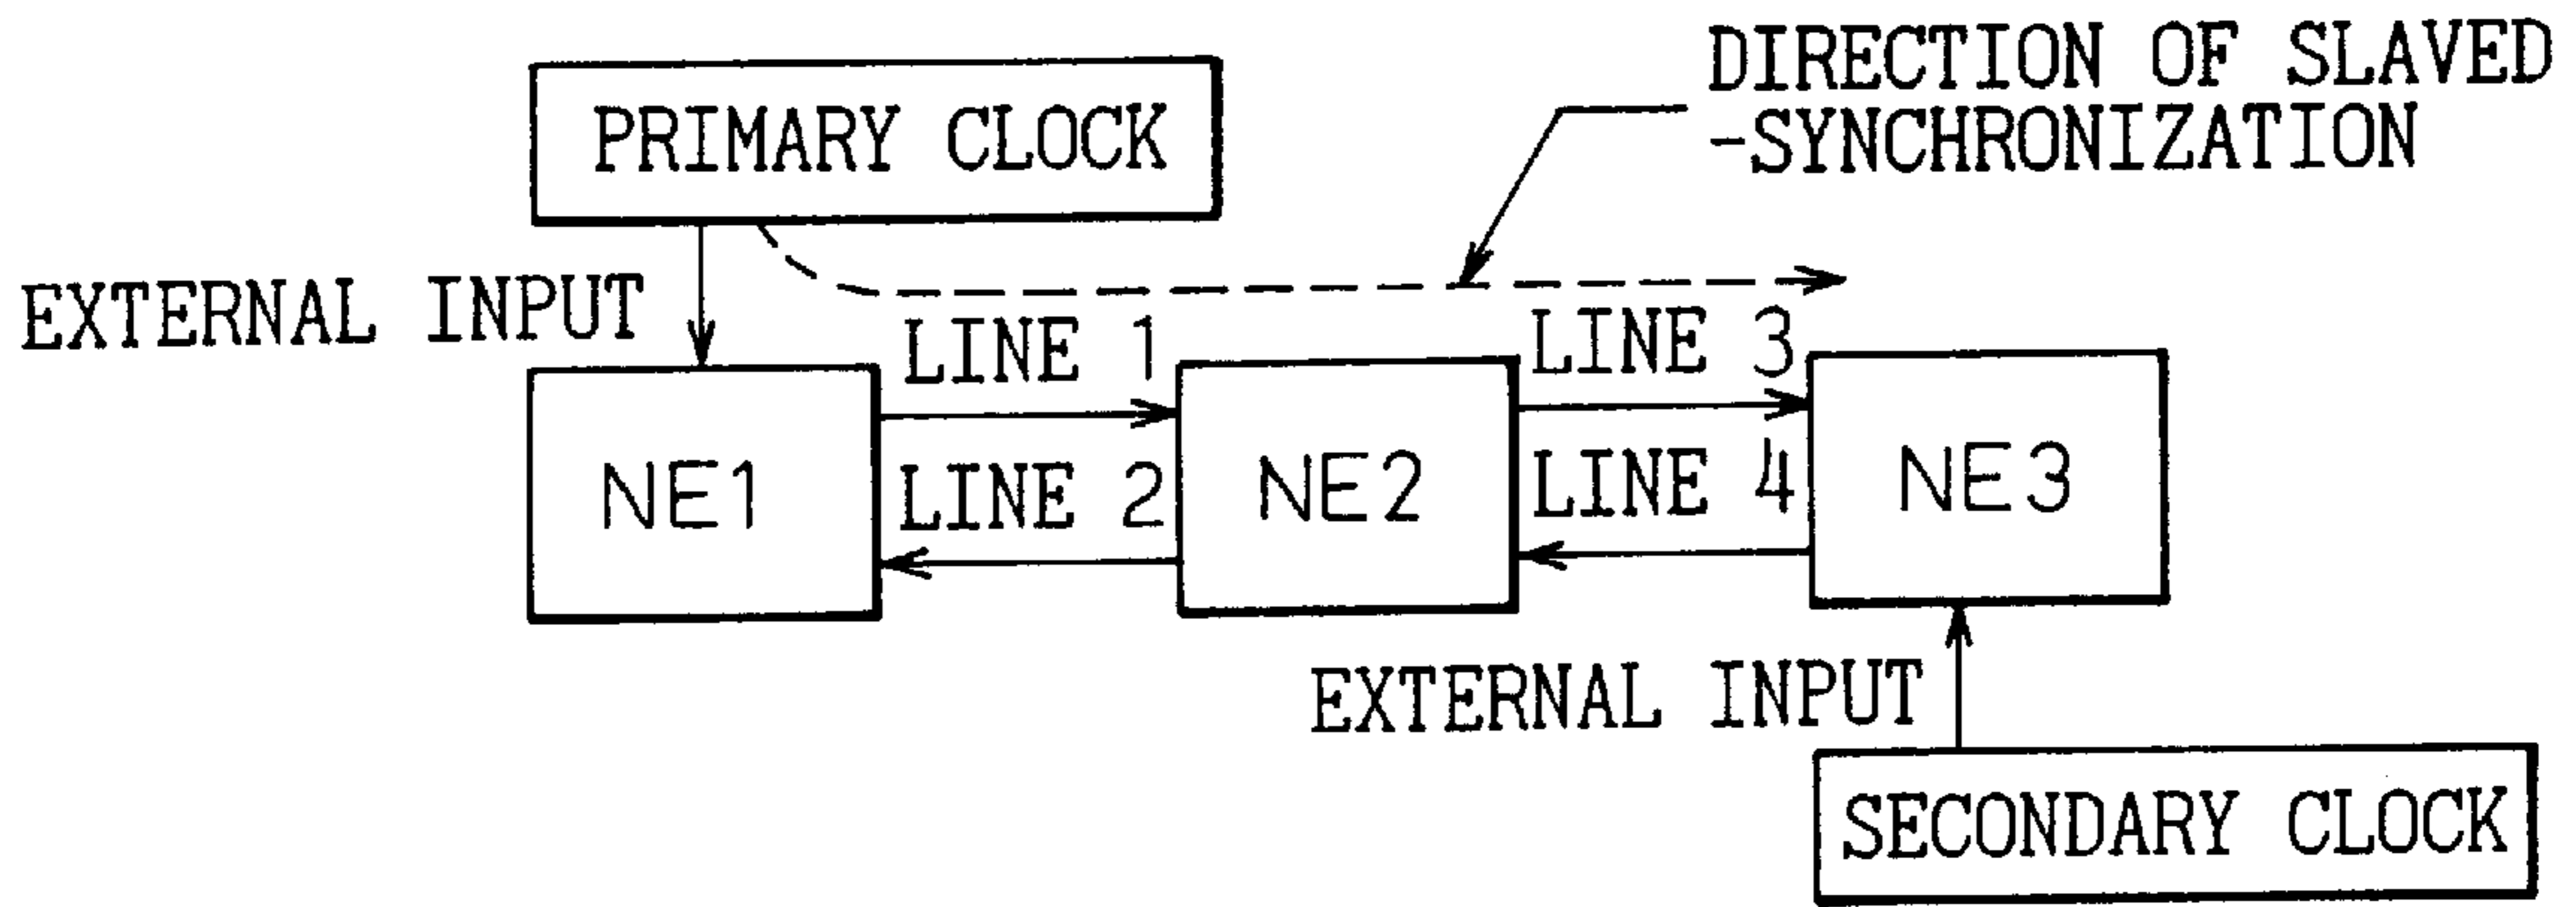 DIRECTION OF SLAVED
-SYNCHRONIZATION
PRIMARY CLOCK
EXTERNAL INPUT
LINE 1
LINE 3
NE1
LINE 2
NE2
LINE 4
NE3
EXTERNAL INPUT
SECONDARY CLOCK